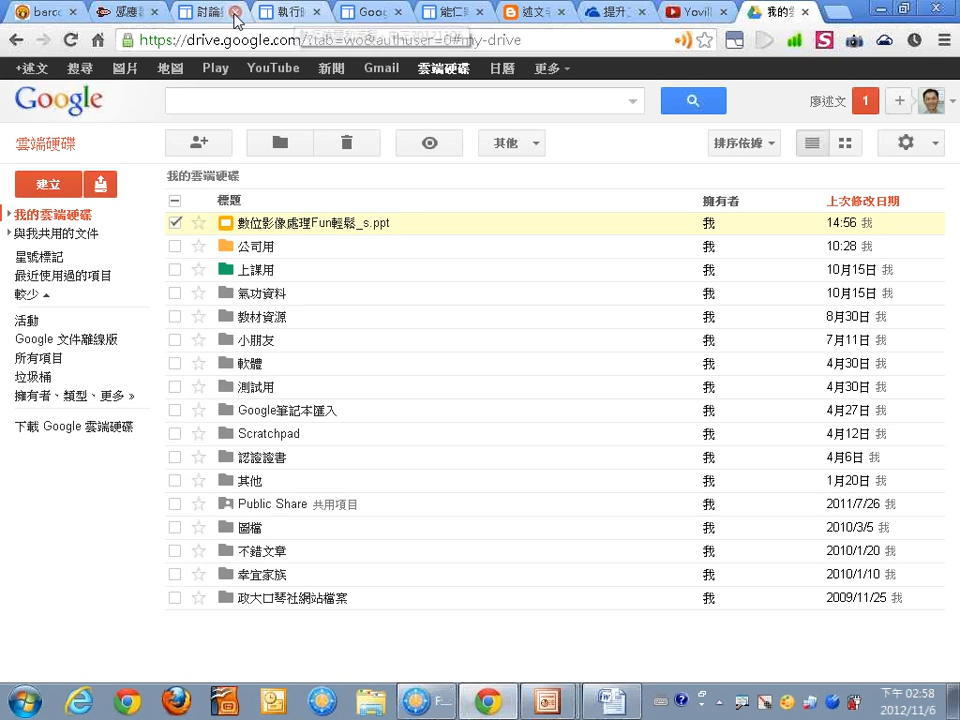 barco
感應
討論
執行
Goog
能仁
述文
提升
Yovill
我的
https://drive.google.com/?tab=wo&authuser=0#my-drive
+述文 搜尋 圖片 地圖 Play YouTube 新聞 Gmail 雲端硬碟 日曆 更多
Google
廖述文 1 +
雲端硬碟
其他
排序依據
建立
我的雲端硬碟
與我共用的文件
星號標記
最近使用過的項目
較少
活動
Google 文件離線版
所有項目
垃圾桶
擁有者、類型、更多 »
下載 Google 雲端硬碟
我的雲端硬碟
標題 擁有者 上次修改日期
數位影像處理Fun輕鬆_s.ppt 我 14:56 我
公司用 我 10:28 我
上課用 我 10月15日 我
氣功資料 我 10月15日 我
教材資源 我 8月30日 我
小朋友 我 7月11日 我
軟體 我 4月30日 我
測試用 我 4月30日 我
Google筆記本匯入 我 4月27日 我
Scratchpad 我 4月12日 我
認證證書 我 4月6日 我
其他 我 1月20日 我
Public Share 共用項目 我 2011/7/26 我
圖檔 我 2010/3/5 我
不錯文章 我 2010/1/20 我
幸宜家族 我 2010/1/10 我
政大口琴社網站檔案 我 2009/11/25 我
F...
下午 02:58
2012/11/6